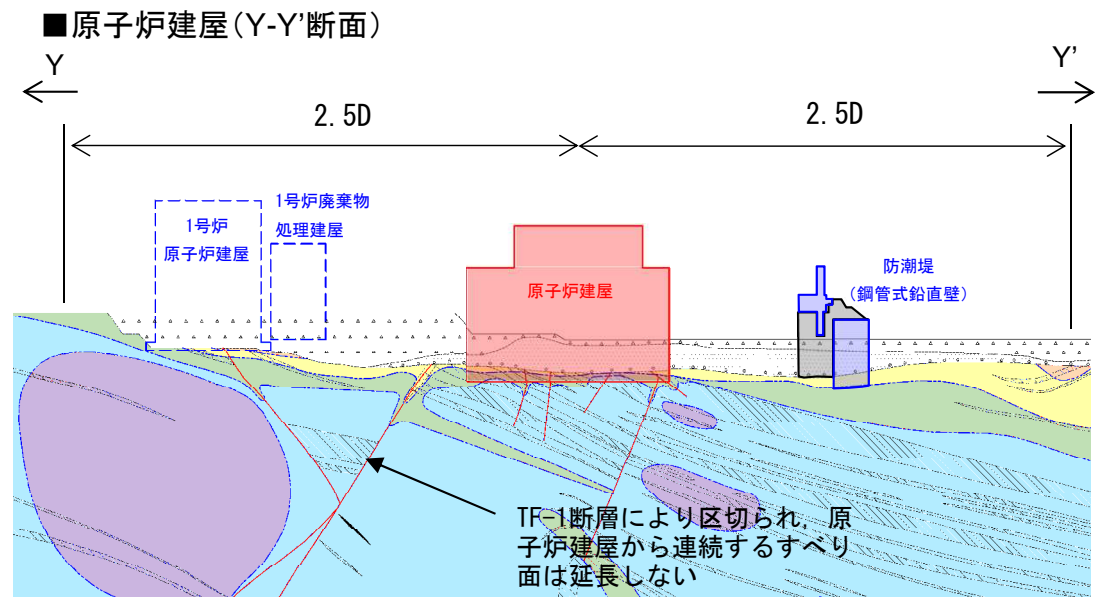 ■原子炉建屋(Y-Y’断面)
Y
Y’
2.5D
2.5D
1号炉
原子炉建屋
1号炉廃棄物
処理建屋
原子炉建屋
防潮堤
(鋼管式鉛直壁)
TF-1断層により区切られ，原
子炉建屋から連続するすべり
面は延長しない